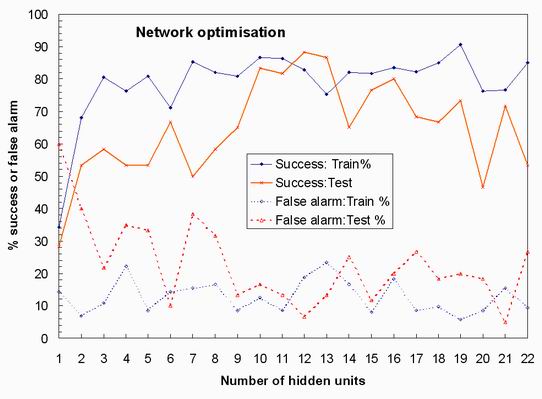 Network optimisation
100
90
80
70
60
50
40
30
20
10
0
% success or false alarm
Success: Train%
Success:Test
False alarm:Train %
False alarm:Test %
1 2 3 4 5 6 7 8 9 10 11 12 13 14 15 16 17 18 19 20 21 22
Number of hidden units